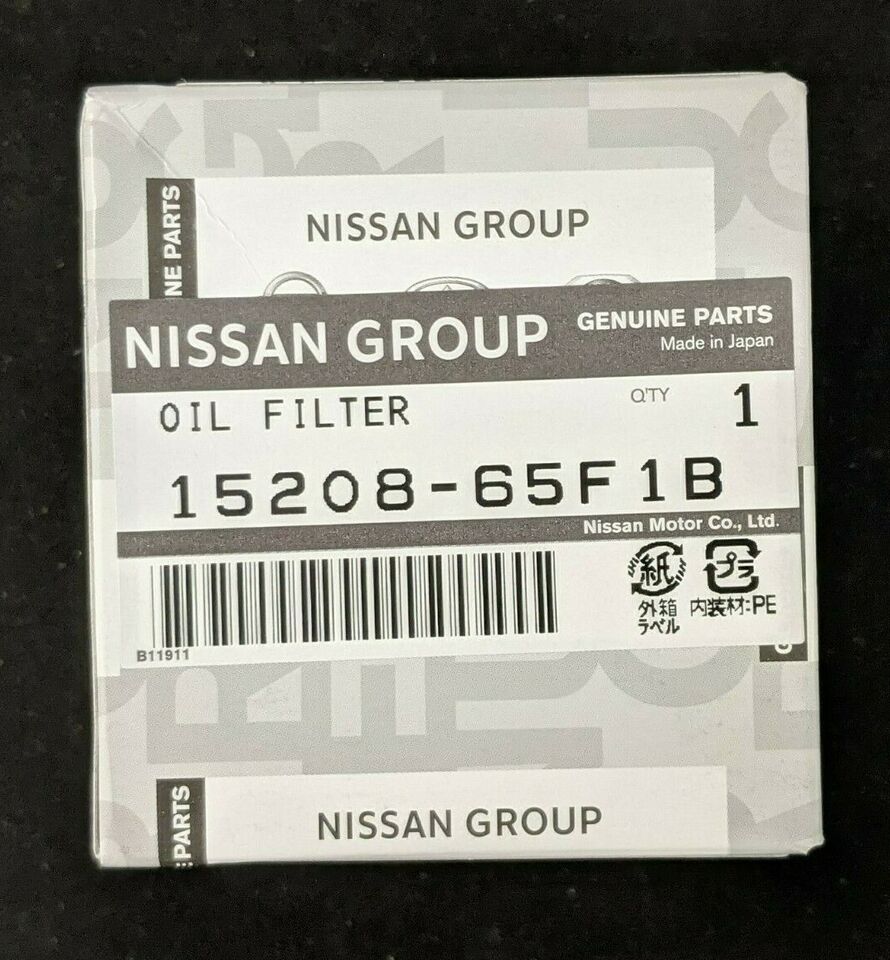 NISSAN GROUP
NE PARTS
NISSAN GROUP
GENUINE PARTS
Made in Japan
OIL FILTER
Q'TY
1
15208-65F1B
Nissan Motor Co., Ltd.
紙
プラ
外箱
ラベル
内装材:PE
B11911
PARTS
NISSAN GROUP